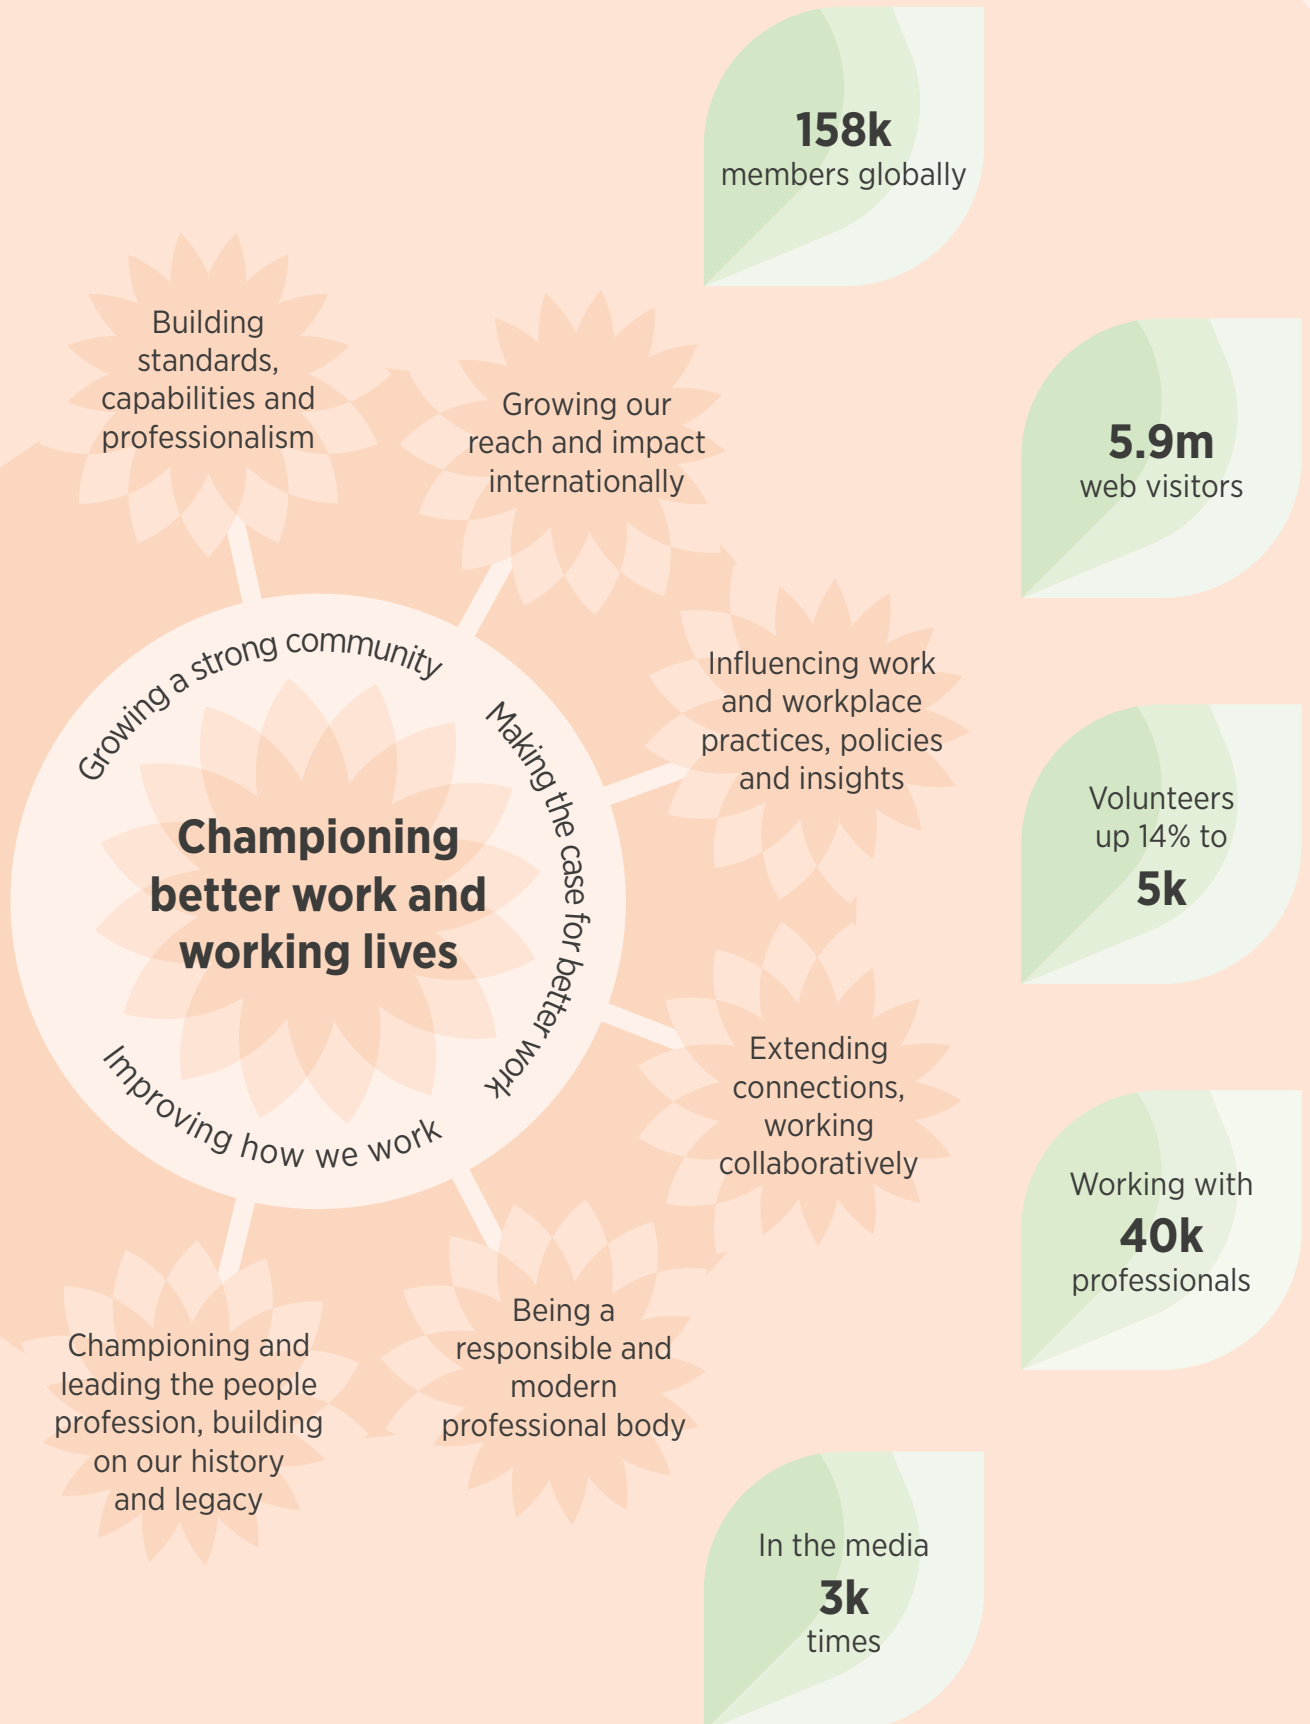 158k
members globally
Building
standards,
capabilities and
professionalism
Growing our
reach and impact
internationally
5.9m
web visitors
Influencing work
and workplace
practices, policies
and insights
Growing a strong community
Making the case for better work
Improving how we work
Championing
better work and
working lives
Volunteers
up 14% to
5k
Extending
connections,
working
collaboratively
Working with
40k
professionals
Being a
responsible and
modern
professional body
Championing and
leading the people
profession, building
on our history
and legacy
In the media
3k
times